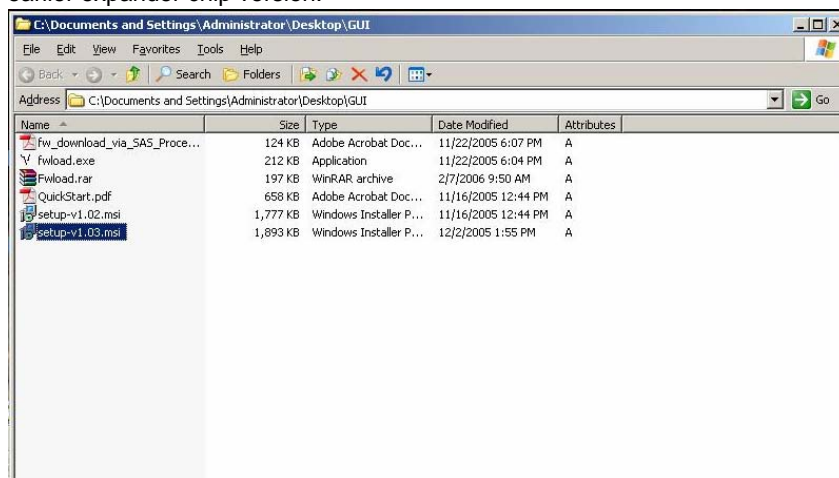 earlier expander chip version.
C:\Documents and Settings\Administrator\Desktop\GUI
File Edit View Favorites Tools Help
Back Search Folders
Address C:\Documents and Settings\Administrator\Desktop\GUI Go
Name Size Type Date Modified Attributes
fw_download_via_SAS_Proce... 124 KB Adobe Acrobat Doc... 11/22/2005 6:07 PM A
fwload.exe 212 KB Application 11/22/2005 6:04 PM A
Fwload.rar 197 KB WinRAR archive 2/7/2006 9:50 AM A
QuickStart.pdf 658 KB Adobe Acrobat Doc... 11/16/2005 12:44 PM A
setup-v1.02.msi 1,777 KB Windows Installer P... 11/16/2005 12:44 PM A
setup-v1.03.msi 1,893 KB Windows Installer P... 12/2/2005 1:55 PM A